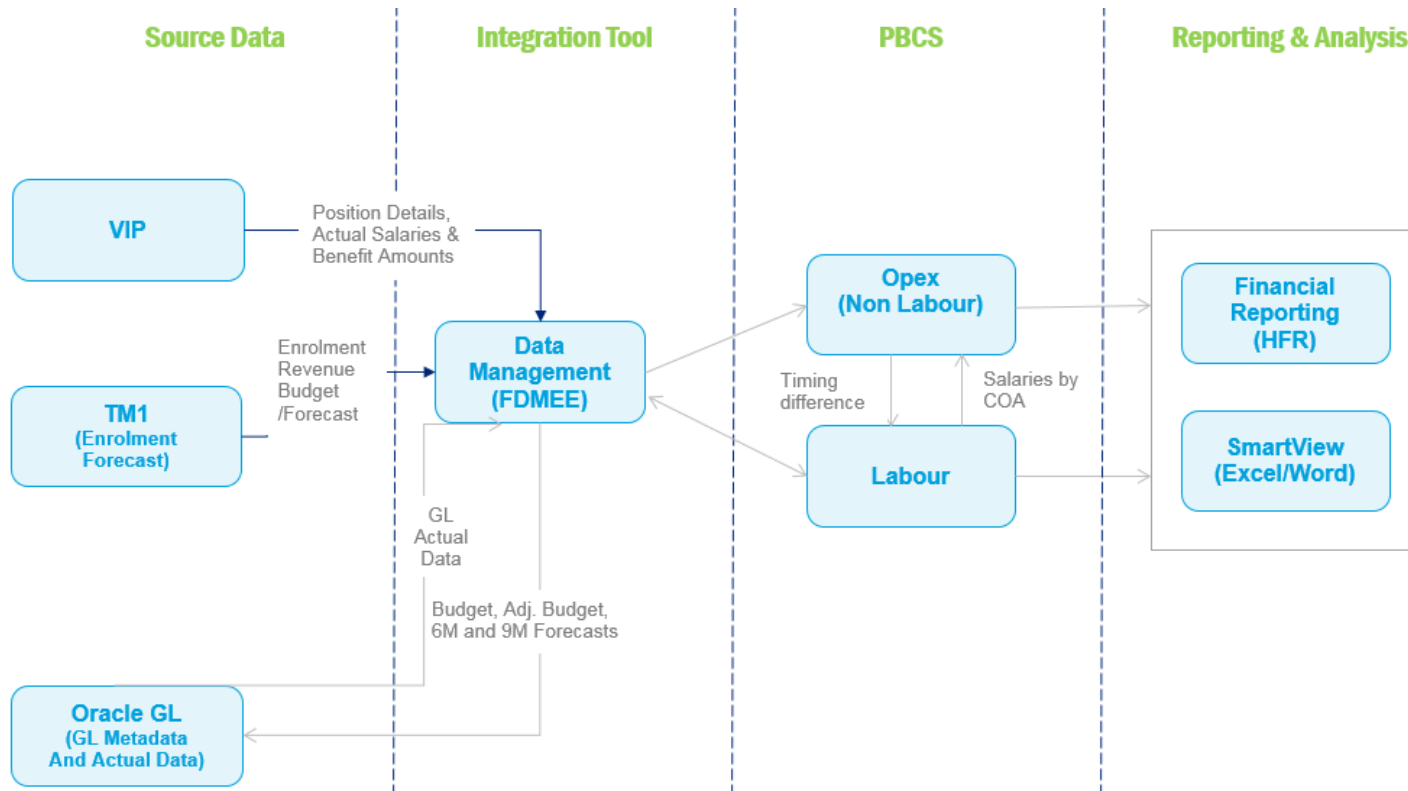 Source Data
Integration Tool
PBCS
Reporting & Analysis
VIP
Position Details,
Actual Salaries &
Benefit Amounts
Enrolment
Revenue
Budget
/Forecast
TM1
(Enrolment
Forecast)
Data
Management
(FDMEE)
Opex
(Non Labour)
Timing
difference
Salaries by
COA
Labour
Financial
Reporting
(HFR)
SmartView
(Excel/Word)
GL
Actual
Data
Budget, Adj. Budget,
6M and 9M Forecasts
Oracle GL
(GL Metadata
And Actual Data)